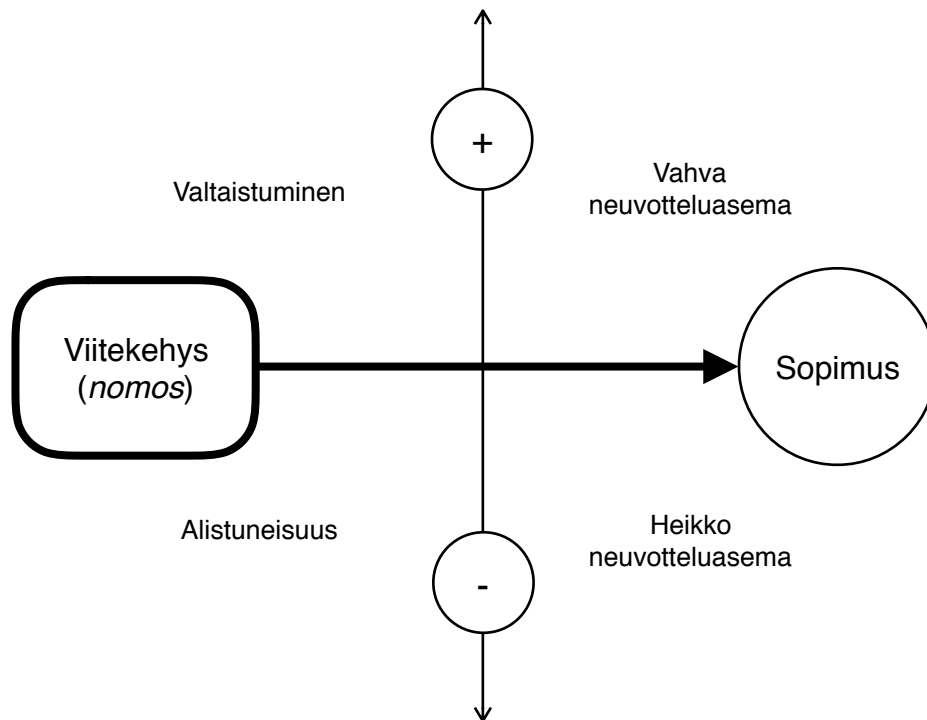 +
Valtaistuminen
Vahva
neuvotteluasema
Viitekehys
(nomos)
Sopimus
Alistuneisuus
Heikko
neuvotteluasema
-